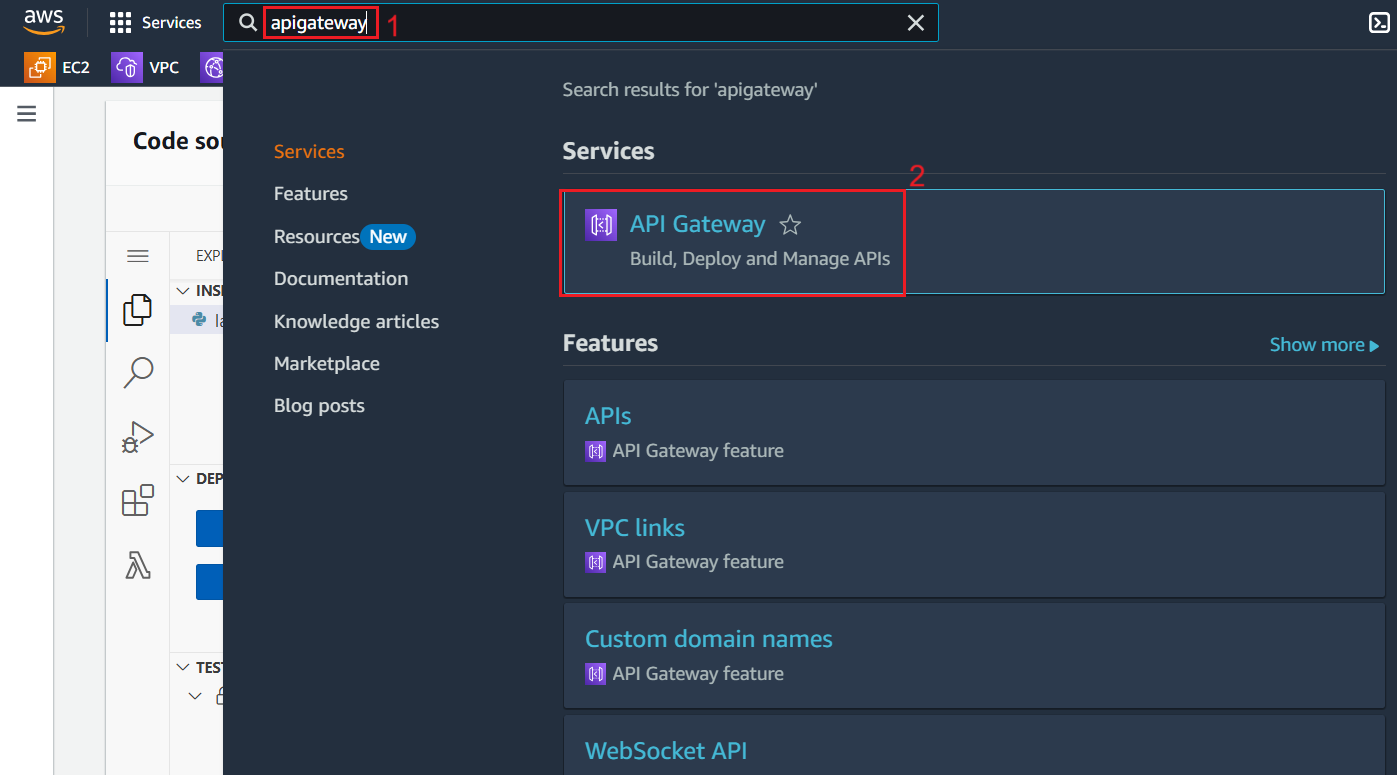 aws
Services
apigateway
1
EC2
VPC
Search results for 'apigateway'
Services
Features
Resources New
Documentation
Knowledge articles
Marketplace
Blog posts
Services
2
API Gateway
Build, Deploy and Manage APIs
Features
Show more
APIs
API Gateway feature
VPC links
API Gateway feature
Custom domain names
API Gateway feature
WebSocket API
Code sou
EXPL
INS
la
DEP
TEST